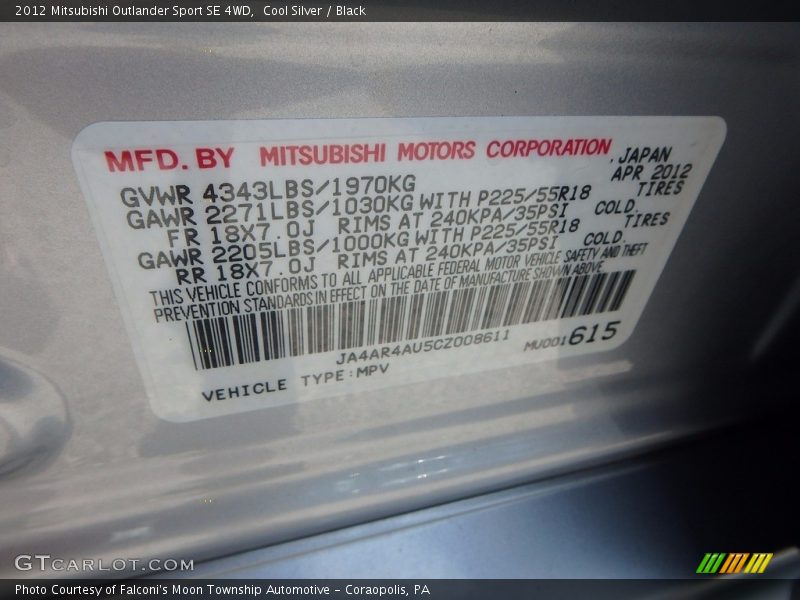 2012 Mitsubishi Outlander Sport SE 4WD,  Cool Silver / Black
MFD. BY MITSUBISHI MOTORS CORPORATION, JAPAN
GVWR 4343LBS/1970KG APR 2012
GAWR 2271LBS/1030KG WITH P225/55R18 TIRES
FR 18X7.0J RIMS AT 240KPA/35PSI COLD.
GAWR 2205LBS/1000KG WITH P225/55R18 TIRES
RR 18X7.0J RIMS AT 240KPA/35PSI COLD.
THIS VEHICLE CONFORMS TO ALL APPLICABLE FEDERAL MOTOR VEHICLE SAFETY AND THEFT
PREVENTION STANDARDS IN EFFECT ON THE DATE OF MANUFACTURE SHOWN ABOVE.
JA4AR4AU5CZ008611 MU001615
VEHICLE TYPE:MPV
GTCARLOT.COM
Photo Courtesy of Falconi's Moon Township Automotive - Coraopolis, PA